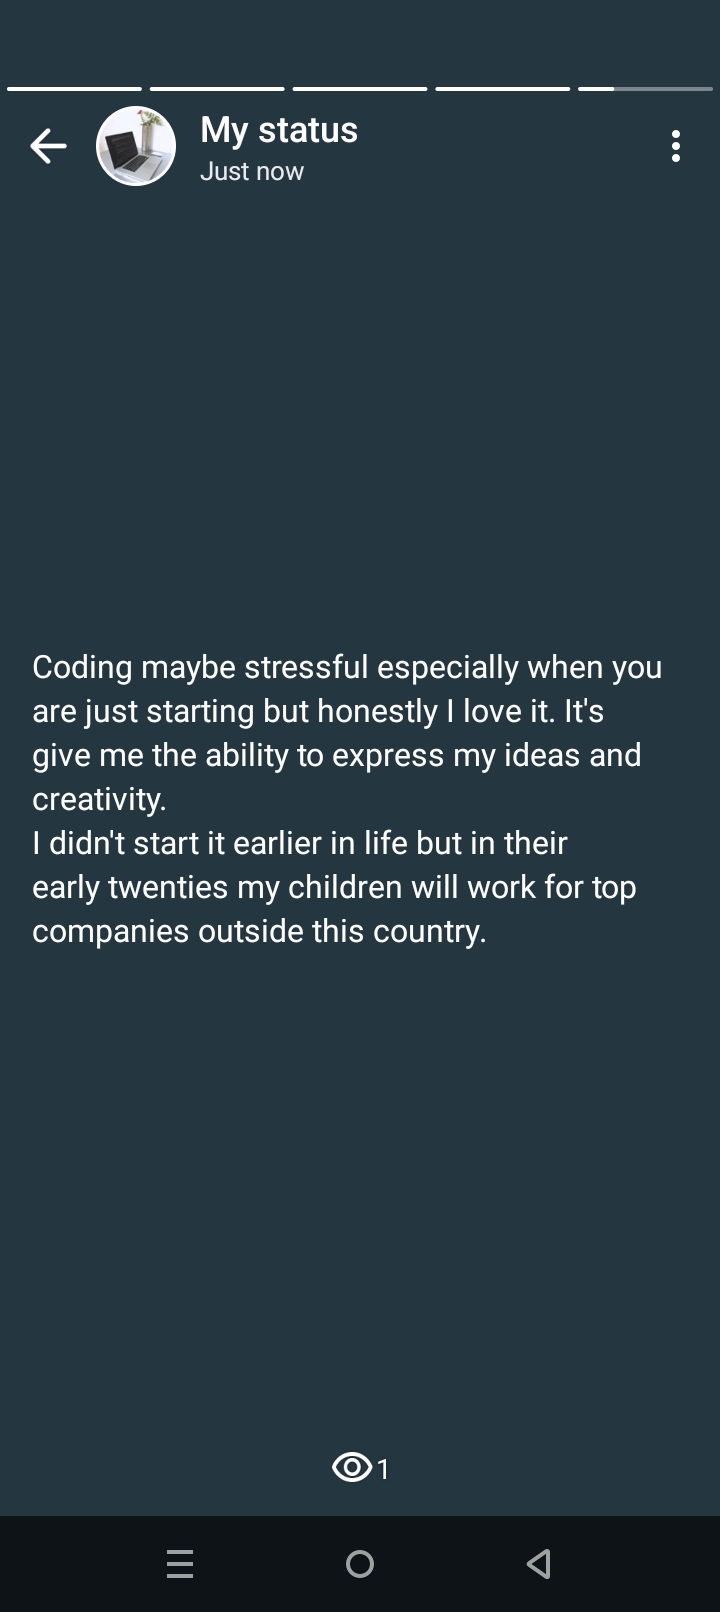 My status
Just now
Coding maybe stressful especially when you
are just starting but honestly I love it. It's
give me the ability to express my ideas and
creativity.
I didn't start it earlier in life but in their
early twenties my children will work for top
companies outside this country.
1